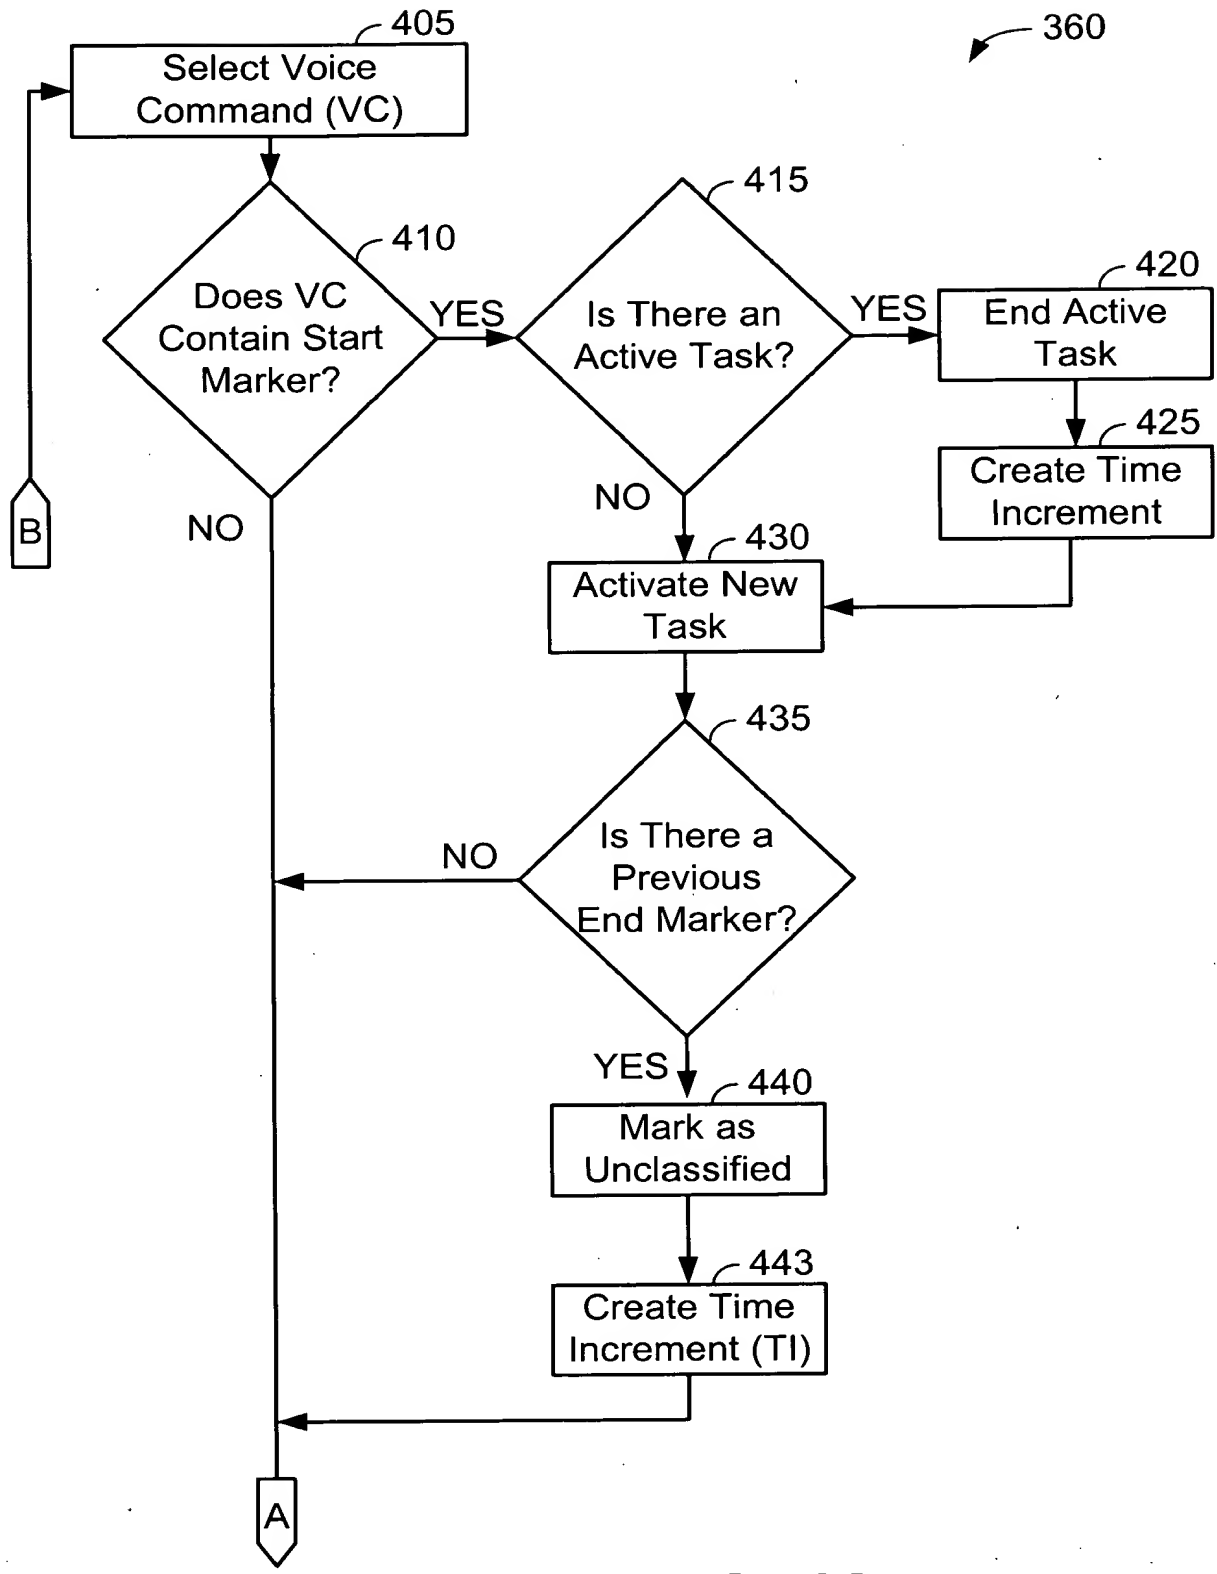 405
360
Select Voice
Command (VC)
410
Does VC
Contain Start
Marker?
YES
NO
415
Is There an
Active Task?
YES
NO
420
End Active
Task
425
Create Time
Increment
B
430
Activate New
Task
435
Is There a
Previous
End Marker?
NO
YES
440
Mark as
Unclassified
443
Create Time
Increment (TI)
A